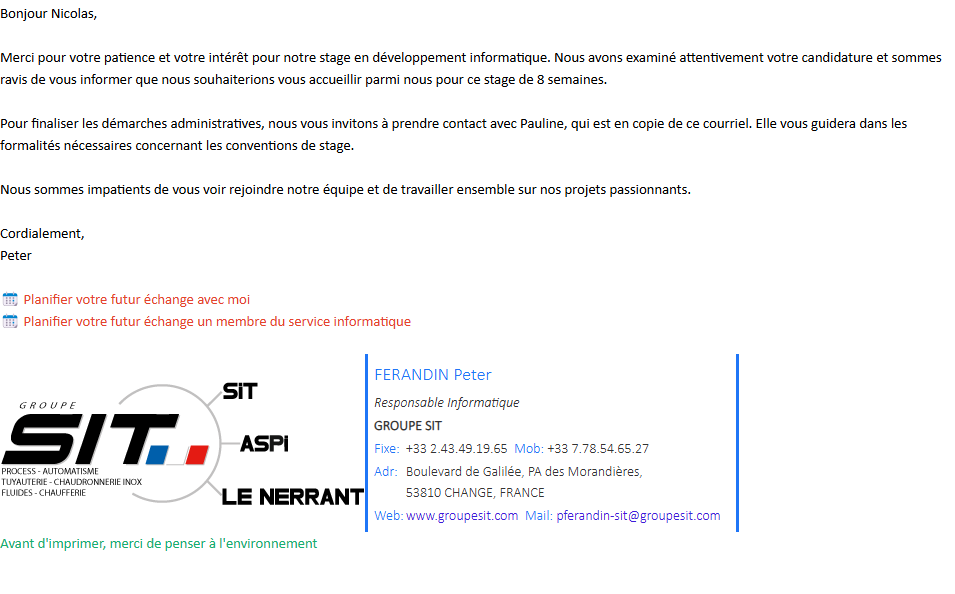 Bonjour Nicolas,
Merci pour votre patience et votre intérêt pour notre stage en développement informatique. Nous avons examiné attentivement votre candidature et sommes
ravis de vous informer que nous souhaiterions vous accueillir parmi nous pour ce stage de 8 semaines.
Pour finaliser les démarches administratives, nous vous invitons à prendre contact avec Pauline, qui est en copie de ce courriel. Elle vous guidera dans les
formalités nécessaires concernant les conventions de stage.
Nous sommes impatients de vous voir rejoindre notre équipe et de travailler ensemble sur nos projets passionnants.
Cordialement,
Peter
Planifier votre futur échange avec moi
Planifier votre futur échange un membre du service informatique
GROUPE
SIT
PROCESS - AUTOMATISME
TUYAUTERIE - CHAUDRONNERIE INOX
FLUIDES - CHAUFFERIE
SiT
ASPi
LE NERRANT
FERANDIN Peter
Responsable Informatique
GROUPE SIT
Fixe: +33 2.43.49.19.65 Mob: +33 7.78.54.65.27
Adr: Boulevard de Galilée, PA des Morandières,
53810 CHANGE, FRANCE
Web: www.groupesit.com Mail: pferandin-sit@groupesit.com
Avant d'imprimer, merci de penser à l'environnement